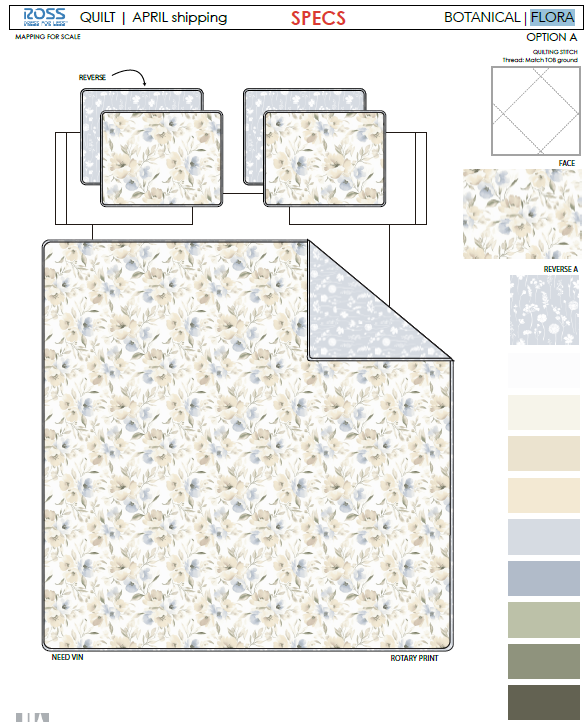 ROSS
DRESS FOR LESS
QUILT | APRIL shipping
SPECS
BOTANICAL | FLORA
MAPPING FOR SCALE
OPTION A
QUILTING STITCH
Thread: Match TOB ground
REVERSE
FACE
REVERSE A
NEED VIN
ROTARY PRINT